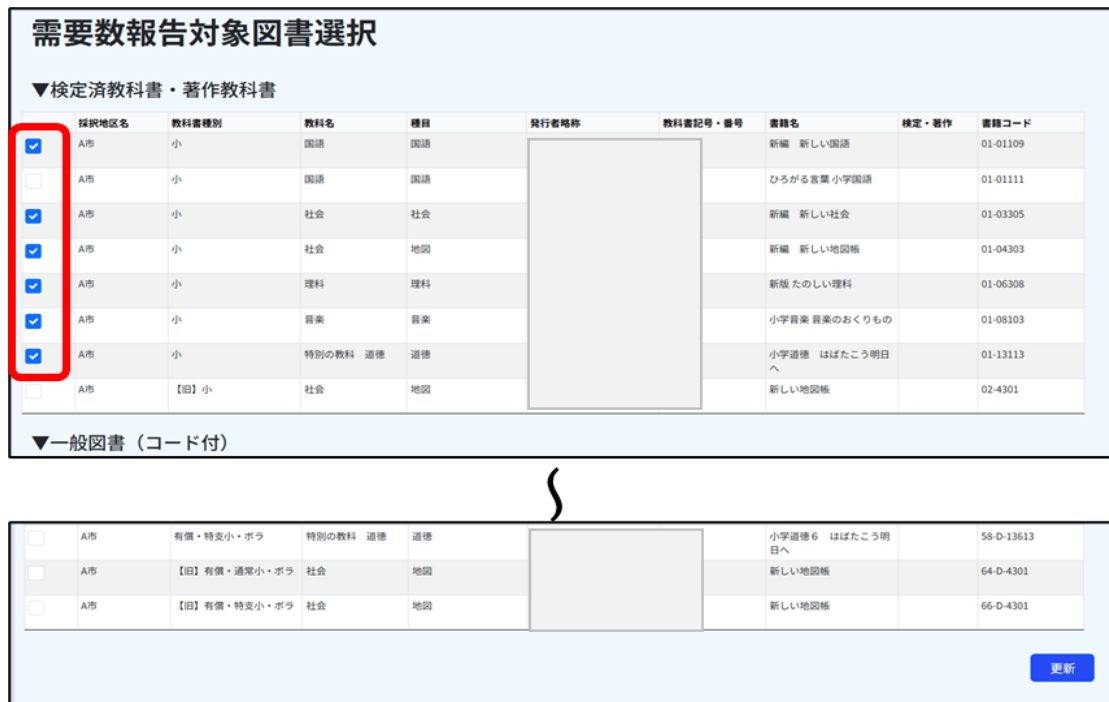 需要数報告対象図書選択
▼検定済教科書・著作教科書
採択地区名 教科書種別 教科名 種目 発行者略称 教科書記号・番号 書籍名 検定・著作 書籍コード
A市 小 国語 国語 新編 新しい国語 01-01109
A市 小 国語 国語 ひろがる言葉 小学国語 01-01111
A市 小 社会 社会 新編 新しい社会 01-03305
A市 小 社会 地図 新編 新しい地図帳 01-04303
A市 小 理科 理科 新版 たのしい理科 01-06308
A市 小 音楽 音楽 小学音楽 音楽のおくりもの 01-08103
A市 小 特別の教科 道徳 道徳 小学道徳 はばたこう明日 01-13113
へ
A市 【旧】小 社会 地図 新しい地図帳 02-4301
▼一般図書（コード付）
A市 有償・特支小・ボラ 特別の教科 道徳 道徳 小学道徳６ はばたこう明 58-D-13613
日へ
A市 【旧】有償・通常小・ボラ 社会 地図 新しい地図帳 64-D-4301
A市 【旧】有償・特支小・ボラ 社会 地図 新しい地図帳 66-D-4301
更新